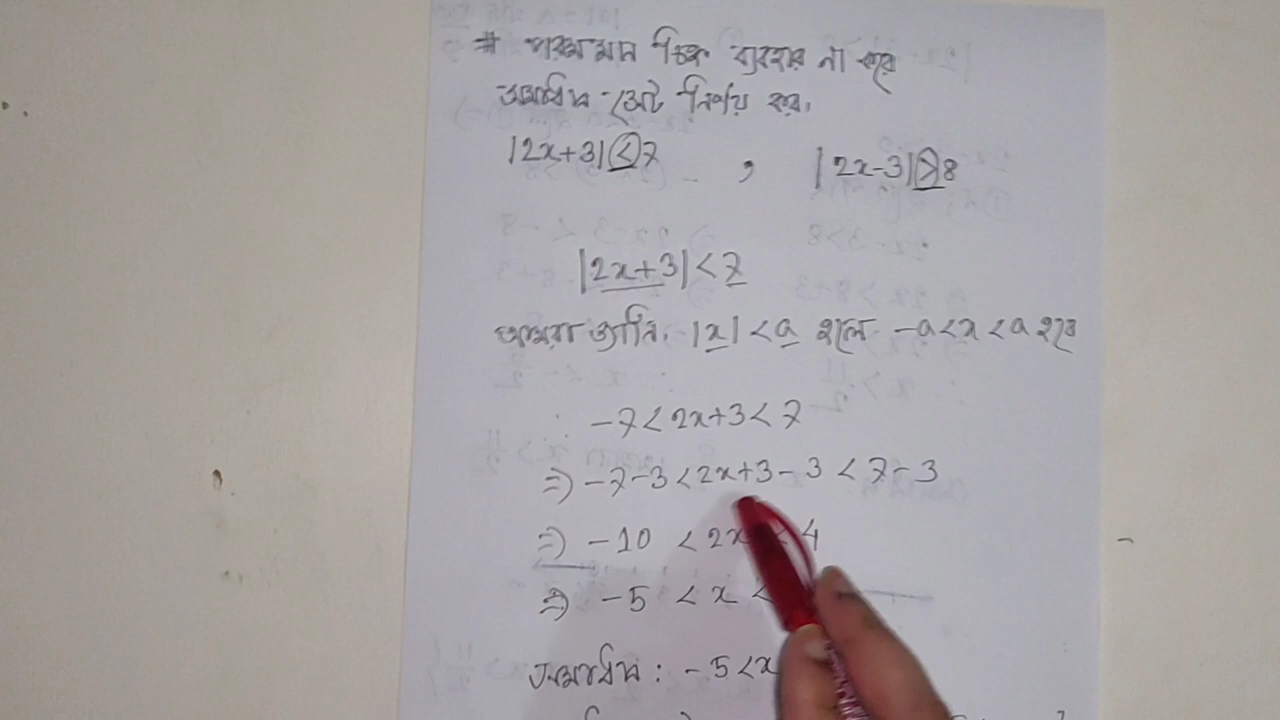 # পরমমান চিহ্ন ব্যবহার না করে
সমাধান সেট নির্ণয় কর।
|2x+3| < 7 , |2x-3| > 8
|2x+3| < 7
আমরা জানি, |x| < a হলে -a < x < a হবে
-7 < 2x+3 < 7
⇒ -7-3 < 2x+3-3 < 7-3
⇒ -10 < 2x < 4
⇒ -5 < x <
সমাধান : -5 < x